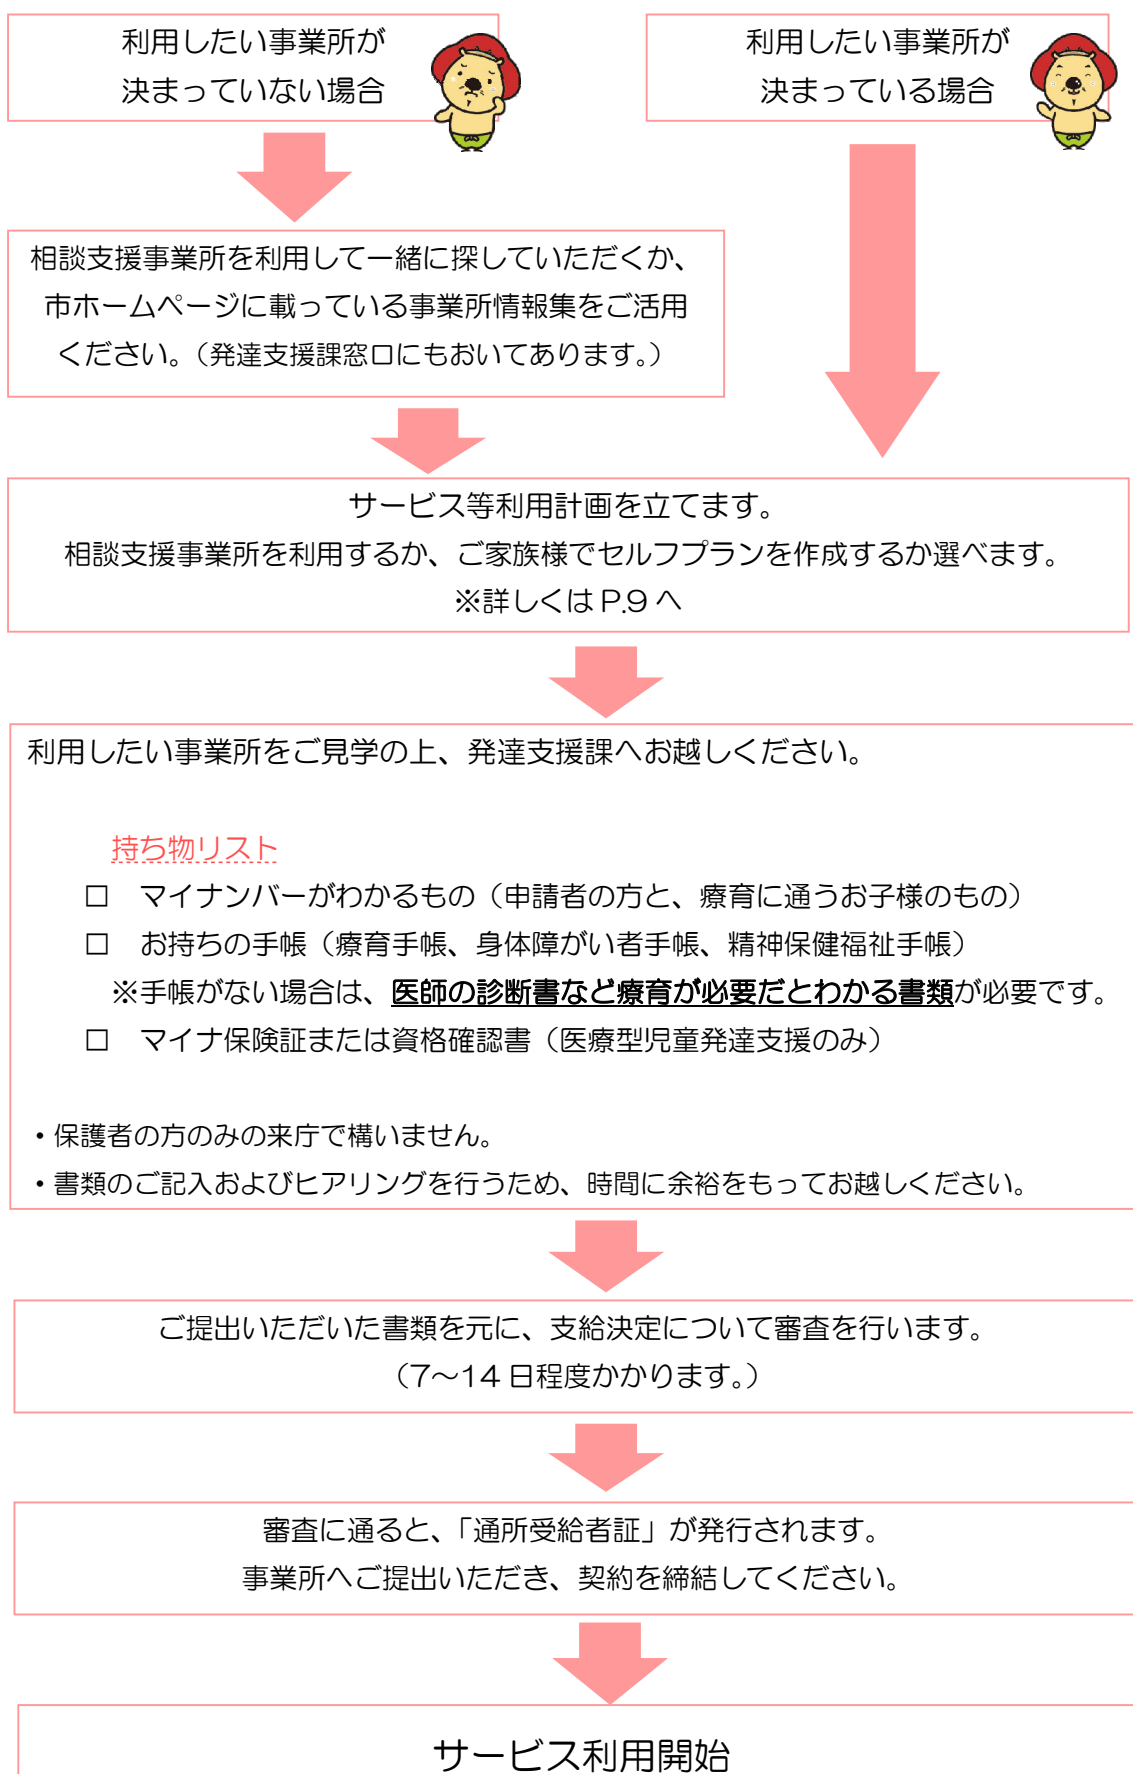 利用したい事業所が
決まっていない場合
利用したい事業所が
決まっている場合
相談支援事業所を利用して一緒に探していただくか、
市ホームページに載っている事業所情報集をご活用
ください。（発達支援課窓口にもおいてあります。）
サービス等利用計画を立てます。
相談支援事業所を利用するか、ご家族様でセルフプランを作成するか選べます。
※詳しくは P.9 へ
利用したい事業所をご見学の上、発達支援課へお越しください。
持ち物リスト
□ マイナンバーがわかるもの（申請者の方と、療育に通うお子様のもの）
□ お持ちの手帳（療育手帳、身体障がい者手帳、精神保健福祉手帳）
※手帳がない場合は、医師の診断書など療育が必要だとわかる書類が必要です。
□ マイナ保険証または資格確認書（医療型児童発達支援のみ）
・保護者の方のみの来庁で構いません。
・書類のご記入およびヒアリングを行うため、時間に余裕をもってお越しください。
ご提出いただいた書類を元に、支給決定について審査を行います。
（7～14 日程度かかります。）
審査に通ると、「通所受給者証」が発行されます。
事業所へご提出いただき、契約を締結してください。
サービス利用開始